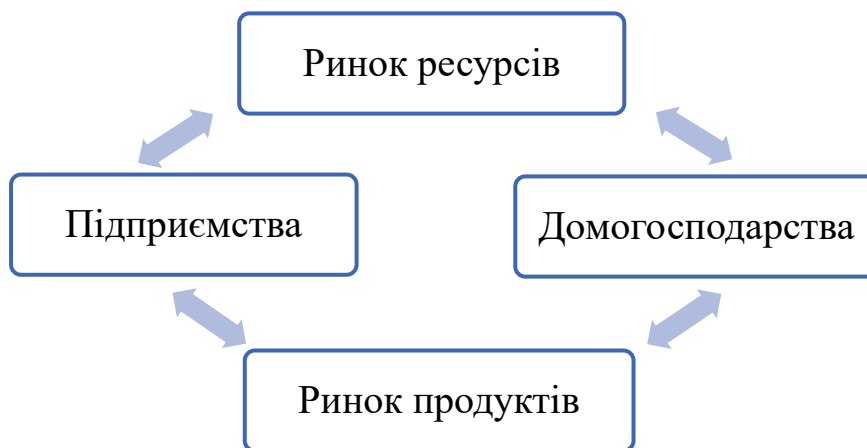 Ринок ресурсів
Підприємства
Домогосподарства
Ринок продуктів